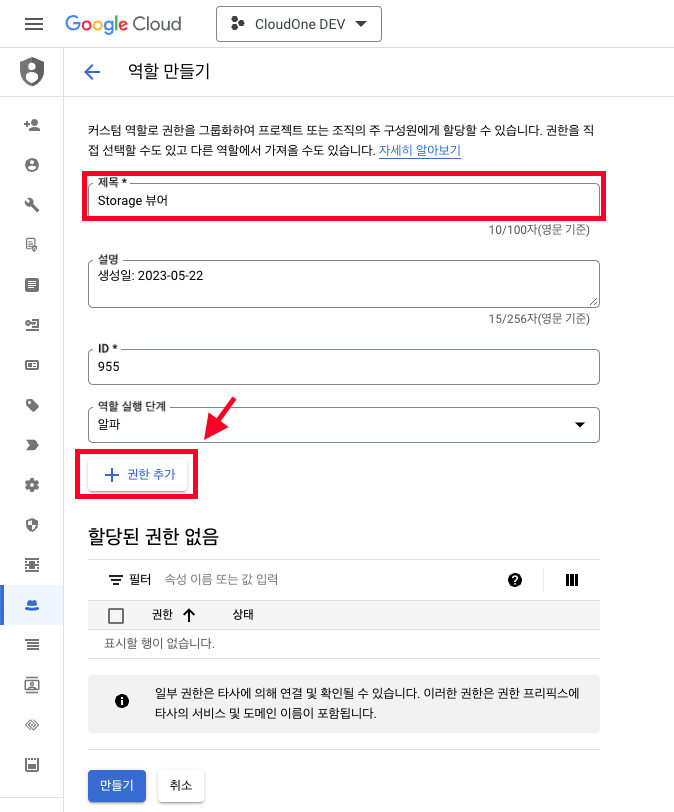 Google Cloud
CloudOne DEV
역할 만들기
커스텀 역할로 권한을 그룹화하여 프로젝트 또는 조직의 주 구성원에게 할당할 수 있습니다. 권한을 직
접 선택할 수도 있고 다른 역할에서 가져올 수도 있습니다. 자세히 알아보기
제목 *
Storage 뷰어
10/100자(영문 기준)
설명
생성일: 2023-05-22
15/256자(영문 기준)
ID *
955
역할 실행 단계
알파
권한 추가
할당된 권한 없음
필터 속성 이름 또는 값 입력
권한 상태
표시할 행이 없습니다.
일부 권한은 타사에 의해 연결 및 확인될 수 있습니다. 이러한 권한은 권한 프리픽스에
타사의 서비스 및 도메인 이름이 포함됩니다.
만들기 취소